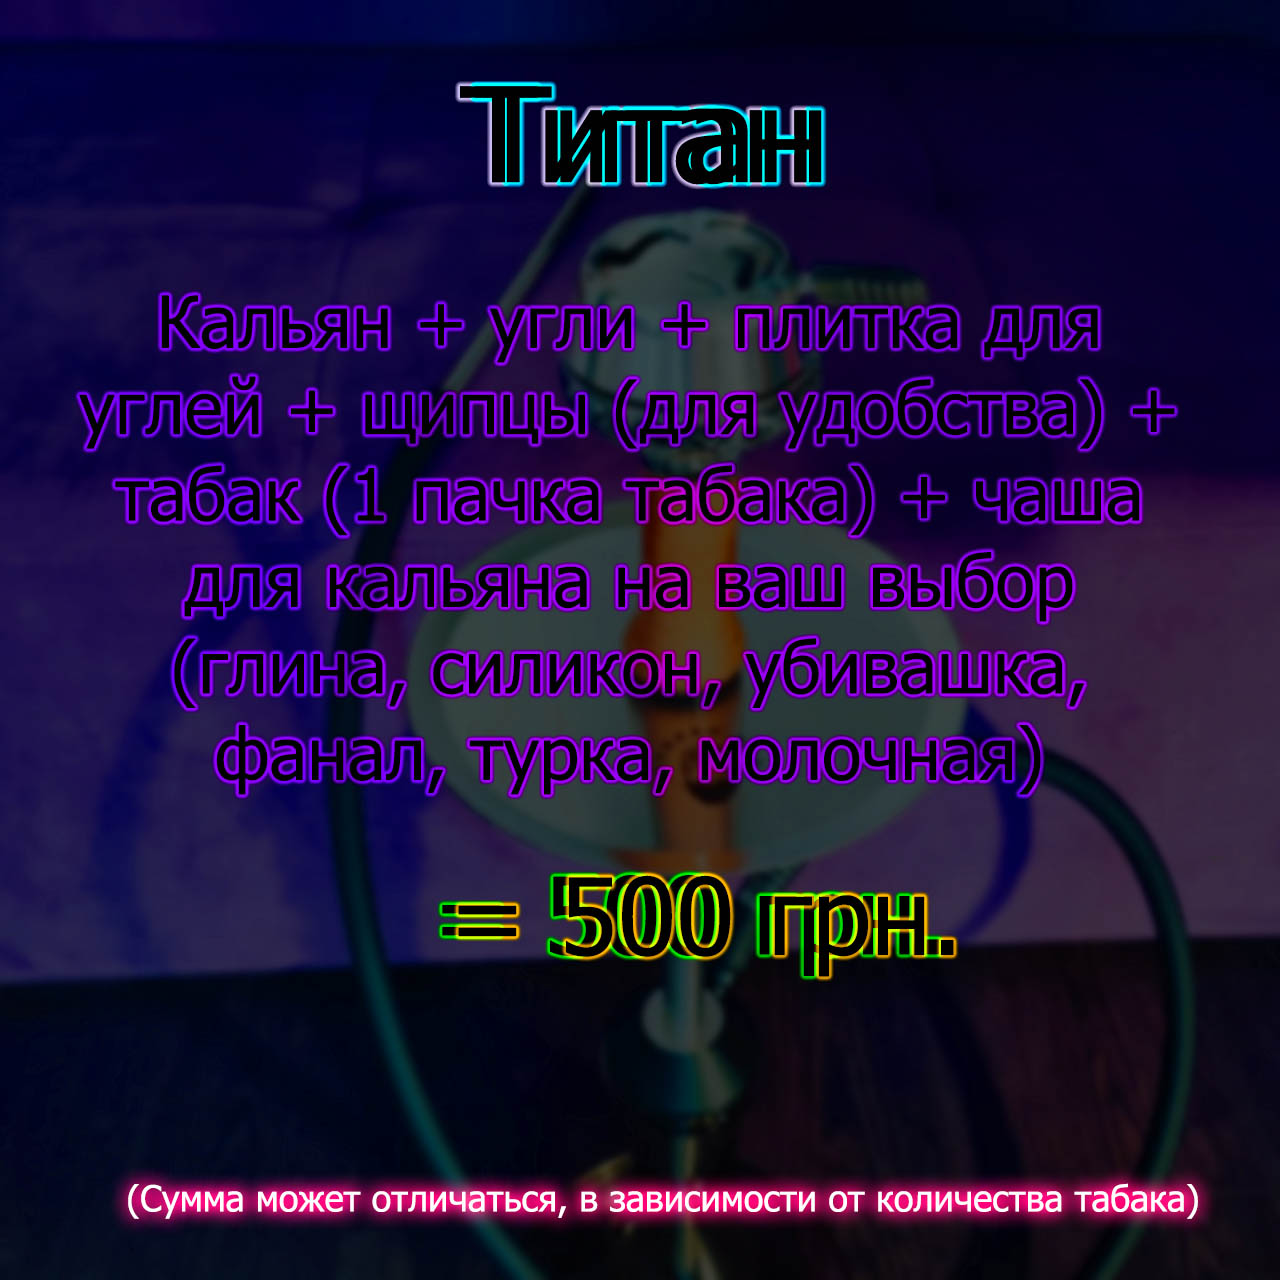 Титан
Кальян + угли + плитка для
углей + щипцы (для удобства) +
табак (1 пачка табака) + чаша
для кальяна на ваш выбор
(глина, силикон, убивашка,
фанал, турка, молочная)
= 500 грн.
(Сумма может отличаться, в зависимости от количества табака)